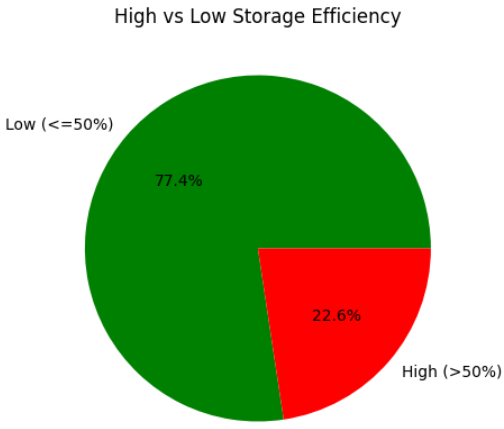 High vs Low Storage Efficiency
Low (<=50%)
77.4%
22.6%
High (>50%)